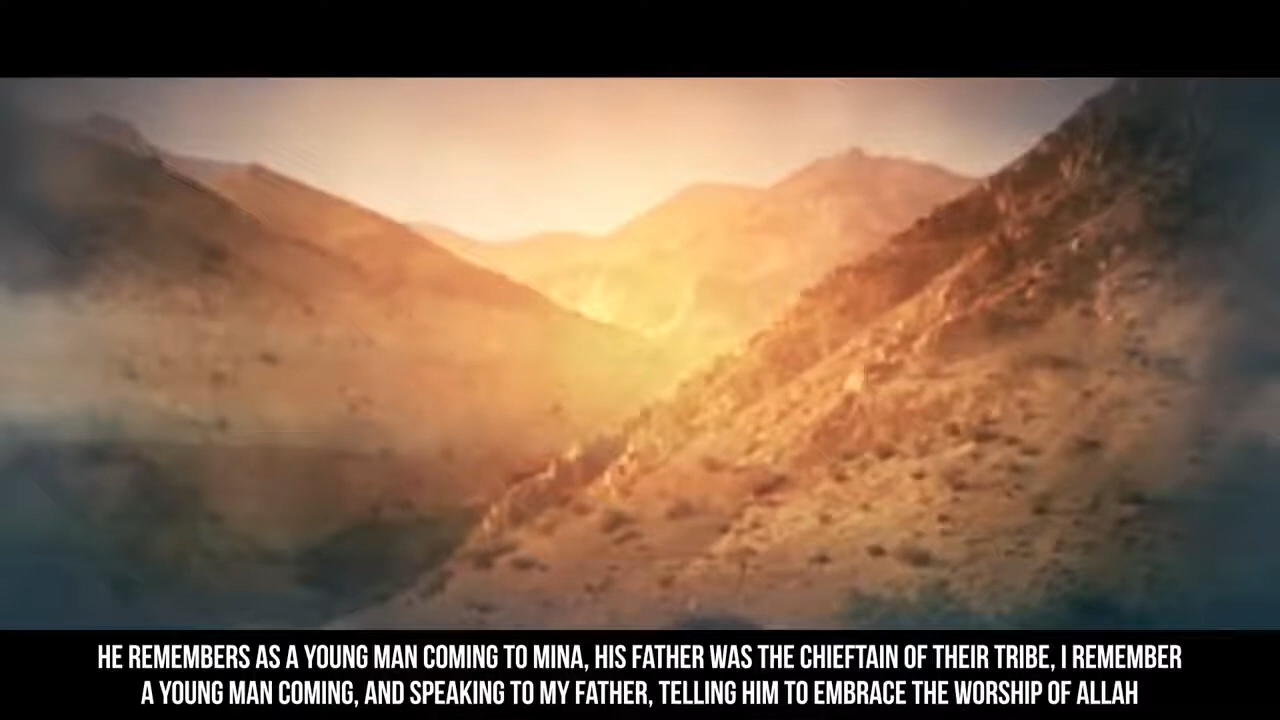 HE REMEMBERS AS A YOUNG MAN COMING TO MINA, HIS FATHER WAS THE CHIEFTAIN OF THEIR TRIBE, I REMEMBER
A YOUNG MAN COMING, AND SPEAKING TO MY FATHER, TELLING HIM TO EMBRACE THE WORSHIP OF ALLAH